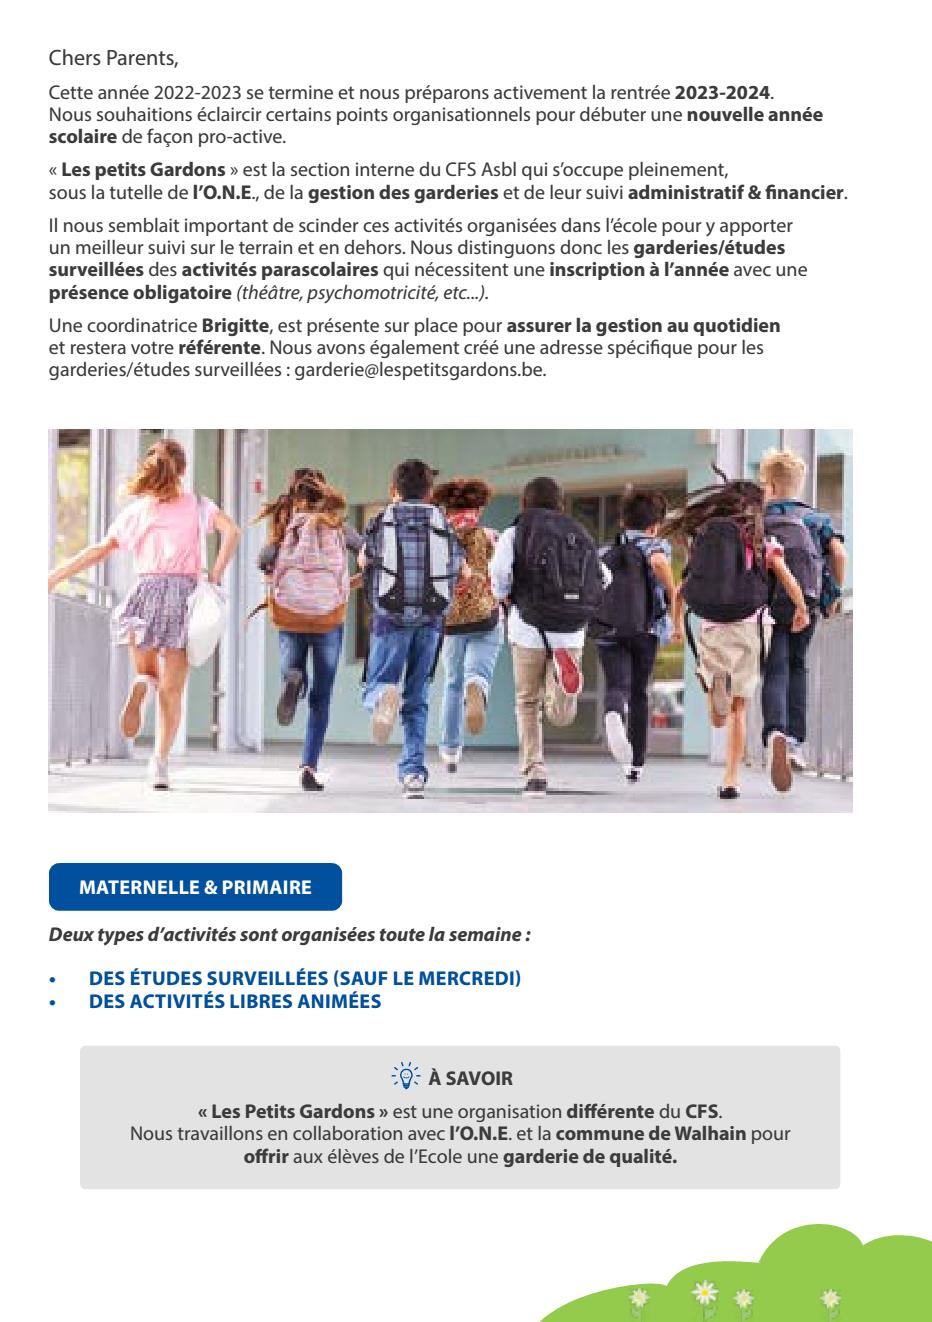 Chers Parents,
Cette année 2022-2023 se termine et nous préparons activement la rentrée 2023-2024.
Nous souhaitions éclaircir certains points organisationnels pour débuter une nouvelle année
scolaire de façon pro-active.
« Les petits Gardons » est la section interne du CFS Asbl qui s’occupe pleinement,
sous la tutelle de l’O.N.E., de la gestion des garderies et de leur suivi administratif & financier.
Il nous semblait important de scinder ces activités organisées dans l’école pour y apporter
un meilleur suivi sur le terrain et en dehors. Nous distinguons donc les garderies/études
surveillées des activités parascolaires qui nécessitent une inscription à l’année avec une
présence obligatoire (théâtre, psychomotricité, etc...).
Une coordinatrice Brigitte, est présente sur place pour assurer la gestion au quotidien
et restera votre référente. Nous avons également créé une adresse spécifique pour les
garderies/études surveillées : garderie@lespetitsgardons.be.
MATERNELLE & PRIMAIRE
Deux types d’activités sont organisées toute la semaine :
• DES ÉTUDES SURVEILLÉES (SAUF LE MERCREDI)
• DES ACTIVITÉS LIBRES ANIMÉES
À SAVOIR
« Les Petits Gardons » est une organisation différente du CFS.
Nous travaillons en collaboration avec l’O.N.E. et la commune de Walhain pour
offrir aux élèves de l’Ecole une garderie de qualité.